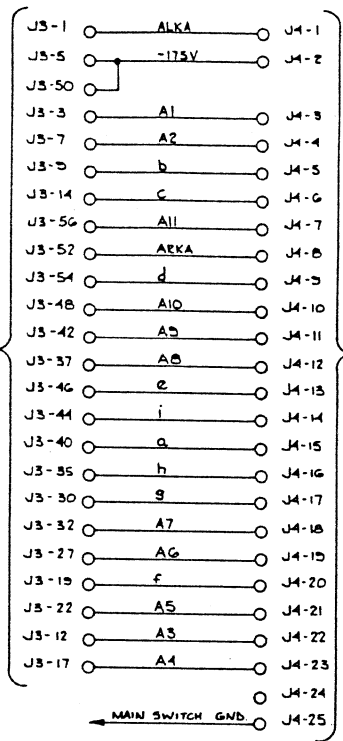 J3-1 ALKA J4-1
J3-5 -175V J4-2
J3-50
J3-3 A1 J4-3
J3-7 A2 J4-4
J3-9 b J4-5
J3-14 c J4-6
J3-56 A11 J4-7
J3-52 ARKA J4-8
J3-54 d J4-9
J3-48 A10 J4-10
J3-42 A9 J4-11
J3-37 A8 J4-12
J3-46 e J4-13
J3-44 i J4-14
J3-40 a J4-15
J3-35 h J4-16
J3-30 g J4-17
J3-32 A7 J4-18
J3-27 A6 J4-19
J3-19 f J4-20
J3-22 A5 J4-21
J3-12 A3 J4-22
J3-17 A4 J4-23
J4-24
MAIN SWITCH GND. J4-25